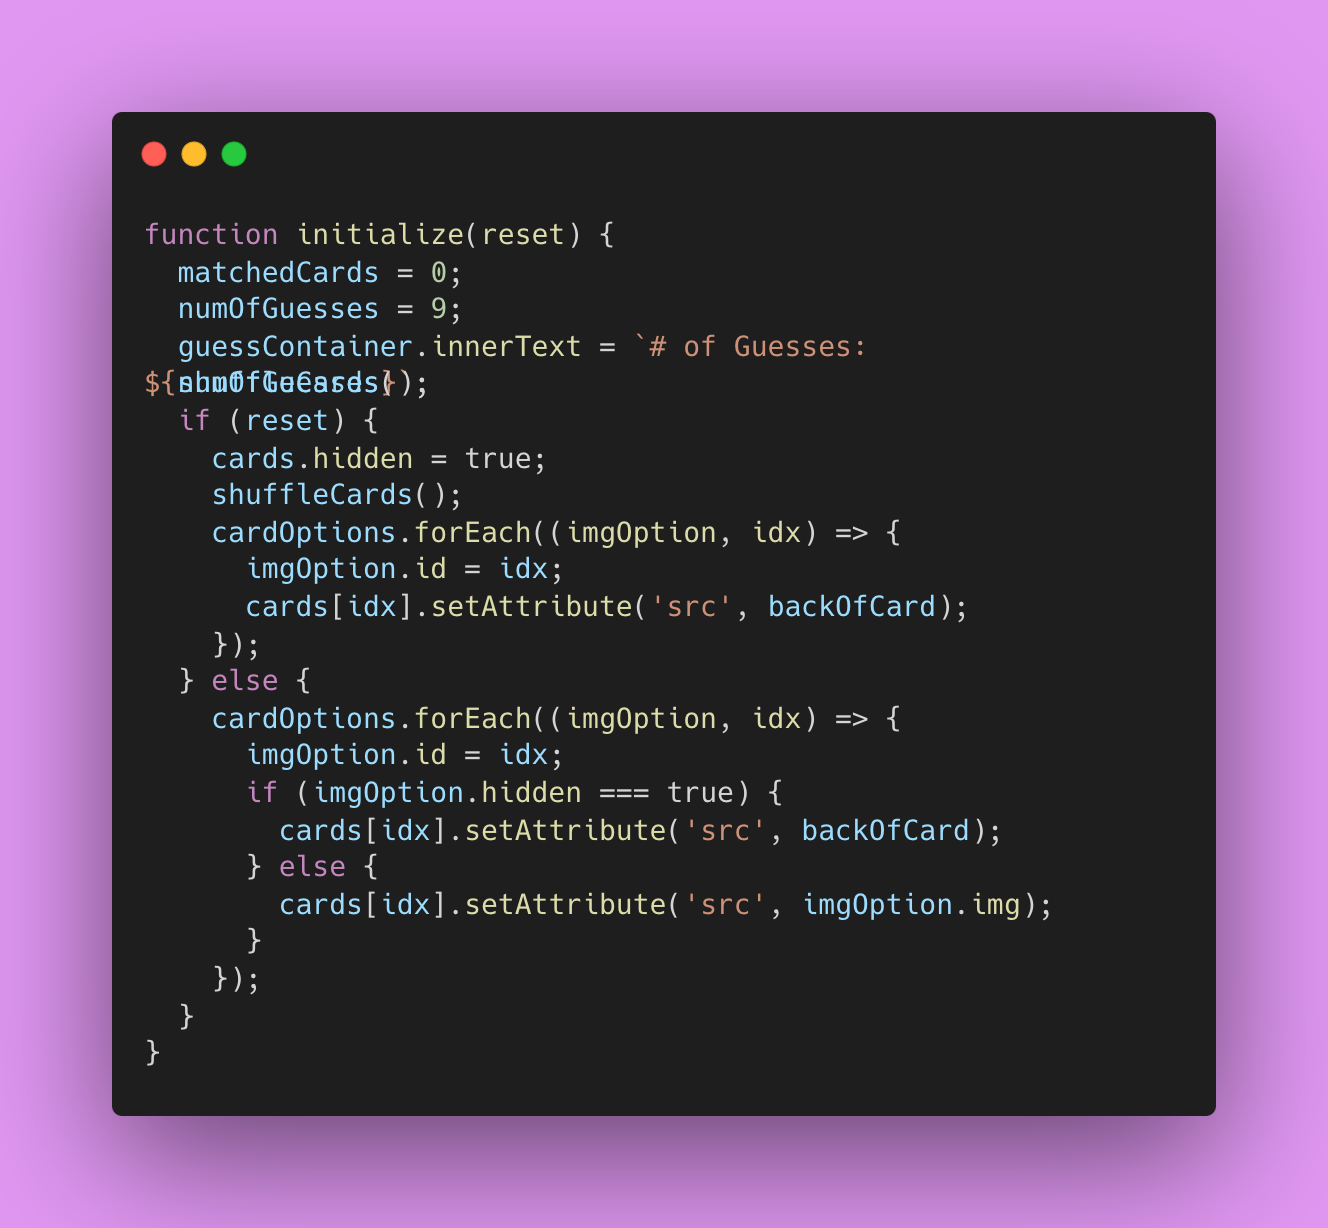 function initialize(reset) {
  matchedCards = 0;
  numOfGuesses = 9;
  guessContainer.innerText = `# of Guesses:
${numOfGuesses}`;
  shuffleCards();
  if (reset) {
    cards.hidden = true;
    shuffleCards();
    cardOptions.forEach((imgOption, idx) => {
      imgOption.id = idx;
      cards[idx].setAttribute('src', backOfCard);
    });
  } else {
    cardOptions.forEach((imgOption, idx) => {
      imgOption.id = idx;
      if (imgOption.hidden === true) {
        cards[idx].setAttribute('src', backOfCard);
      } else {
        cards[idx].setAttribute('src', imgOption.img);
      }
    });
  }
}